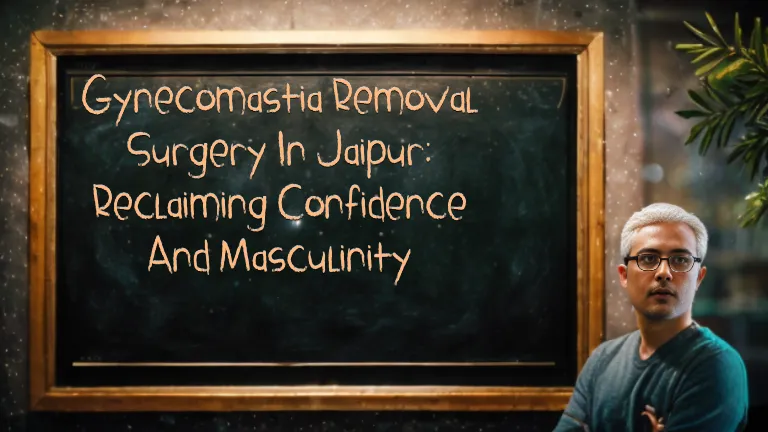 Gynecomastia Removal
Surgery In Jaipur:
Reclaiming Confidence
And Masculinity